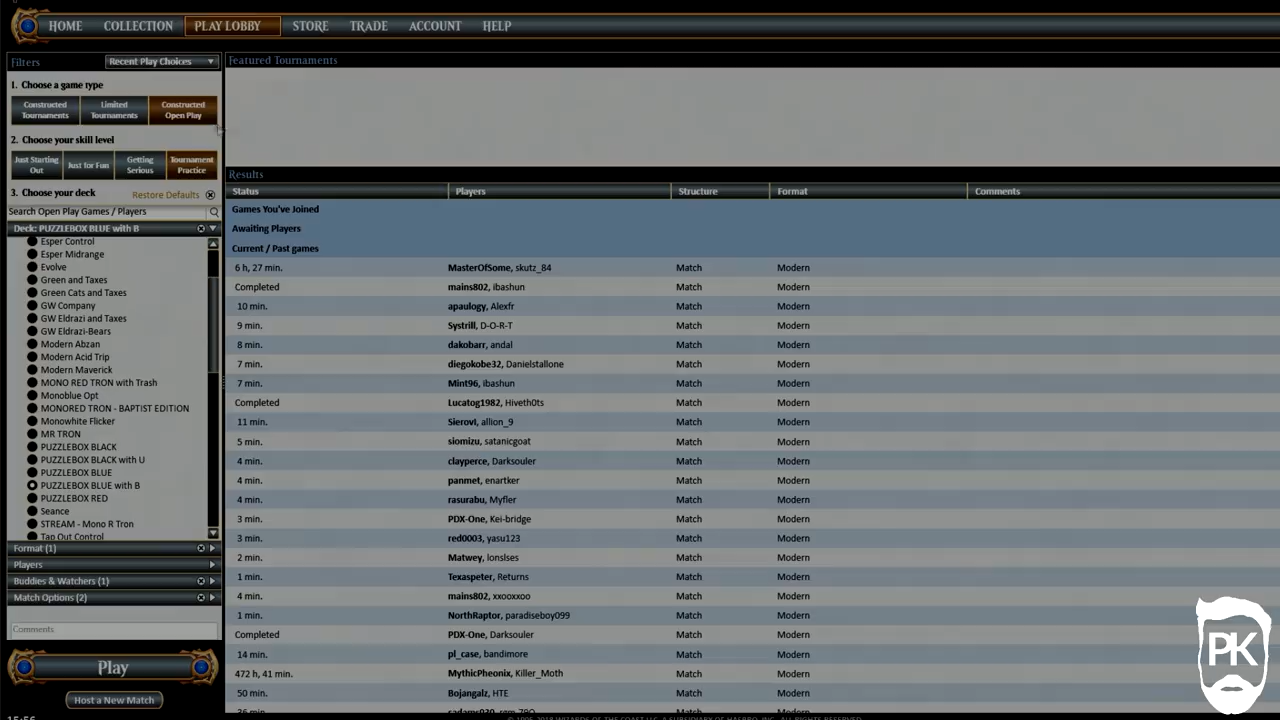 HOME COLLECTION PLAY LOBBY STORE TRADE ACCOUNT HELP
Filters Recent Play Choices
1. Choose a game type
Constructed Tournaments Limited Tournaments Constructed Open Play
2. Choose your skill level
Just Starting Out Just for Fun Getting Serious Tournament Practice
3. Choose your deck Restore Defaults
Search Open Play Games / Players
Deck: PUZZLEBOX BLUE with B
Esper Control
Esper Midrange
Evolve
Green and Taxes
Green Cats and Taxes
GW Company
GW Eldrazi and Taxes
GW Eldrazi-Bears
Modern Abzan
Modern Acid Trip
Modern Maverick
MONO RED TRON with Trash
Monoblue Opt
MONORED TRON - BAPTIST EDITION
Monowhite Flicker
MR TRON
PUZZLEBOX BLACK
PUZZLEBOX BLACK with U
PUZZLEBOX BLUE
PUZZLEBOX BLUE with B
PUZZLEBOX RED
Seance
STREAM - Mono R Tron
Tap Out Control
Format (1)
Players
Buddies & Watchers (1)
Match Options (2)
Comments
Play
Host a New Match
15:56
Featured Tournaments
Results
Status Players Structure Format Comments
Games You've Joined
Awaiting Players
Current / Past games
6 h, 27 min. MasterOfSome, skutz_84 Match Modern
Completed mains802, ibashun Match Modern
10 min. apaulogy, Alexfr Match Modern
9 min. Systrill, D-O-R-T Match Modern
8 min. dakobarr, andal Match Modern
7 min. diegokobe32, Danielstallone Match Modern
7 min. Mint96, ibashun Match Modern
Completed Lucatog1982, Hiveth0ts Match Modern
11 min. SierovI, allion_9 Match Modern
5 min. siomizu, satanicgoat Match Modern
4 min. clayperce, Darksouler Match Modern
4 min. panmet, enartker Match Modern
4 min. rasurabu, Myfler Match Modern
3 min. PDX-One, Kei-bridge Match Modern
3 min. red0003, yasu123 Match Modern
2 min. Matwey, lonslses Match Modern
1 min. Texaspeter, Returns Match Modern
4 min. mains802, xxooxxoo Match Modern
1 min. NorthRaptor, paradiseboy099 Match Modern
Completed PDX-One, Darksouler Match Modern
14 min. pl_case, bandimore Match Modern
472 h, 41 min. MythicPheonix, Killer_Moth Match Modern
50 min. Bojangalz, HTE Match Modern
PK